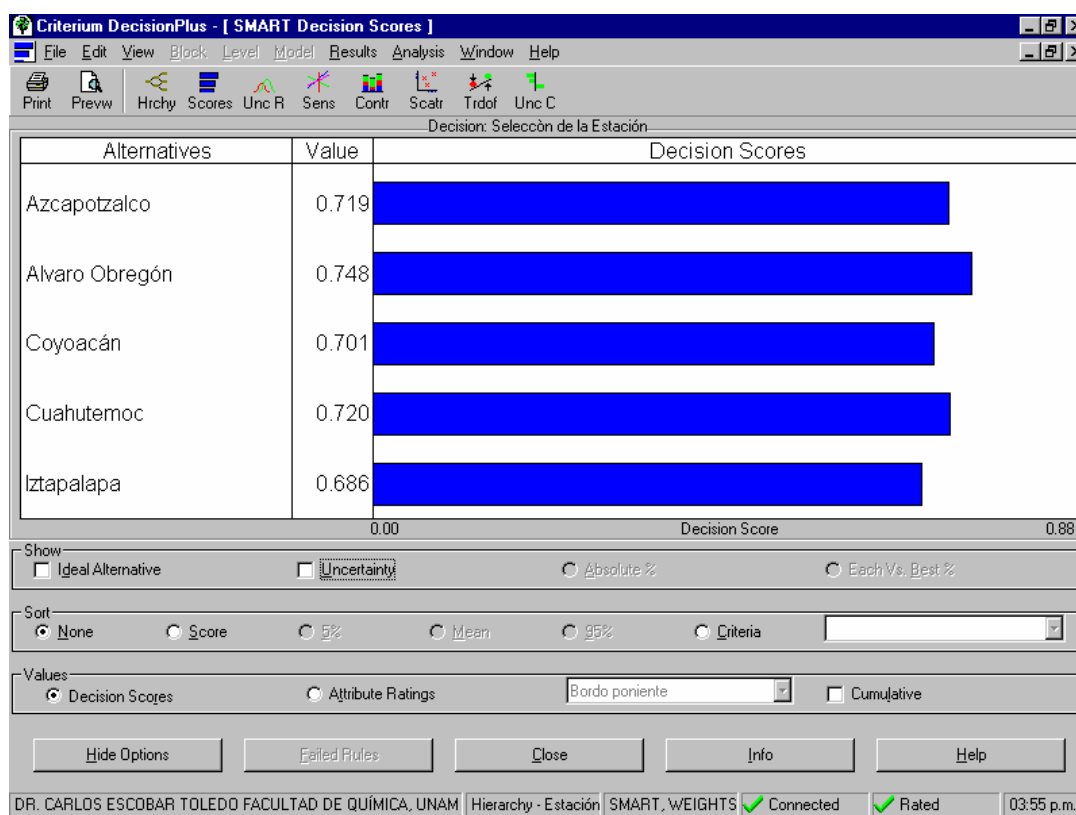 Criterium DecisionPlus - [ SMART Decision Scores ]
File Edit View Block Level Model Results Analysis Window Help
Print Prevw Hrchy Scores Unc R Sens Contr Scatr Trdof Unc C
Decision: Seleccòn de la Estación
Alternatives Value Decision Scores
Azcapotzalco 0.719
Alvaro Obregón 0.748
Coyoacán 0.701
Cuahutemoc 0.720
Iztapalapa 0.686
0.00 Decision Score 0.88
Show
Ideal Alternative Uncertainty Absolute % Each Vs. Best %
Sort
None Score 5% Mean 95% Criteria
Values
Decision Scores Attribute Ratings Bordo poniente Cumulative
Hide Options Failed Rules Close Info Help
DR. CARLOS ESCOBAR TOLEDO FACULTAD DE QUÍMICA, UNAM Hierarchy - Estación SMART, WEIGHTS Connected Rated 03:55 p.m.